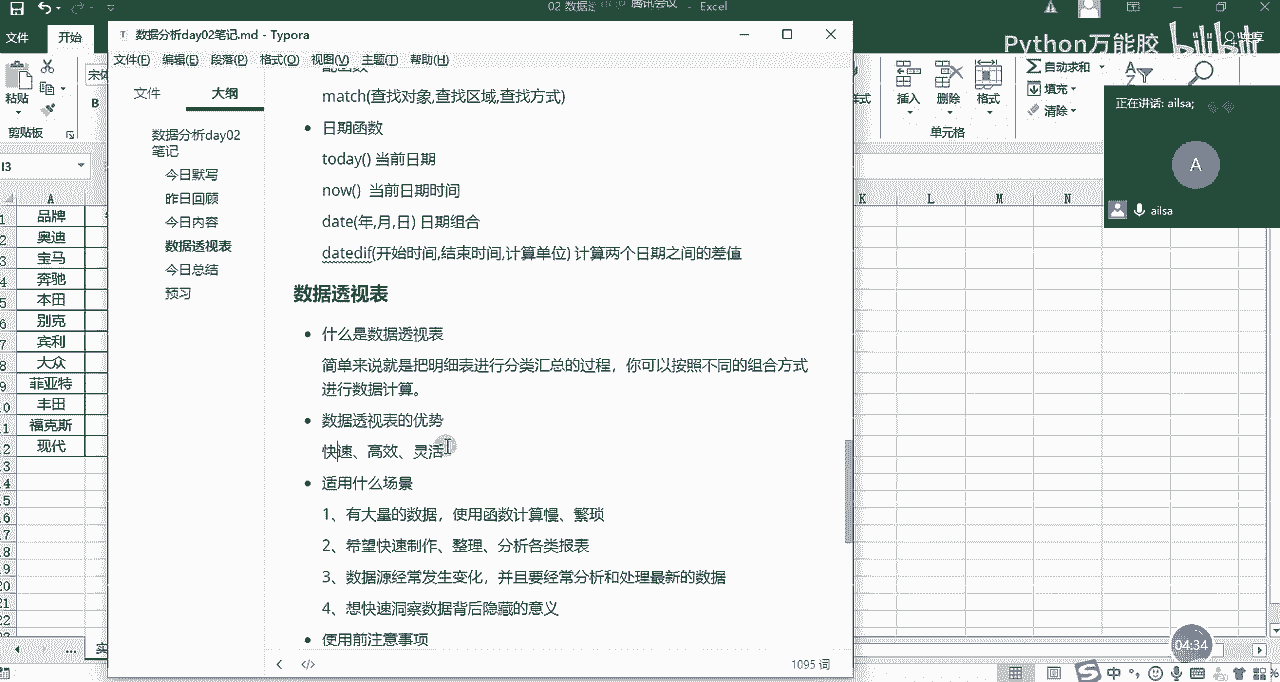 02 数据透
腾讯会议
- Excel
文件
开始
Python万能胶 bilibili
数据分析day02笔记.md - Typora
文件(F) 编辑(E) 段落(P) 格式(O) 视图(V) 主题(T) 帮助(H)
文件
大纲
数据分析day02
笔记
今日默写
昨日回顾
今日内容
数据透视表
今日总结
预习
match(查找对象,查找区域,查找方式)
日期函数
today() 当前日期
now() 当前日期时间
date(年,月,日) 日期组合
datedif(开始时间,结束时间,计算单位) 计算两个日期之间的差值
数据透视表
什么是数据透视表
简单来说就是把明细表进行分类汇总的过程，你可以按照不同的组合方式
进行数据计算。
数据透视表的优势
快速、高效、灵活
适用什么场景
1、有大量的数据，使用函数计算慢、繁琐
2、希望快速制作、整理、分析各类报表
3、数据源经常发生变化，并且要经常分析和处理最新的数据
4、想快速洞察数据背后隐藏的意义
使用前注意事项
1095 词
粘贴
宋体
B
剪贴板
I3
A
品牌
奥迪
宝马
奔驰
本田
别克
宾利
大众
菲亚特
丰田
福克斯
现代
插入 删除 格式
单元格
自动求和
填充
清除
正在讲话: ailsa;
A
ailsa
K L M N
04:34
中